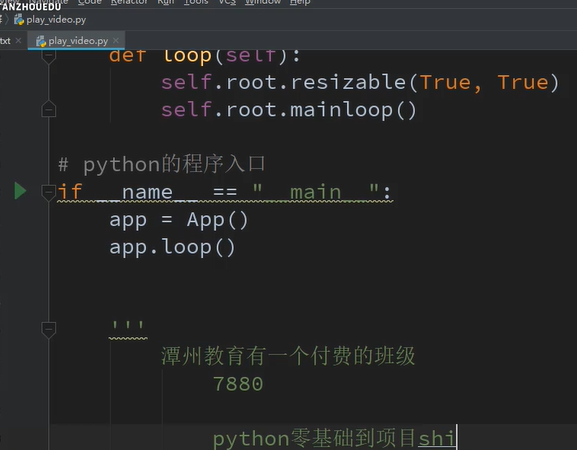 TANZHOUEDU
Code Refactor Run Tools VCS Window Help
play_video.py
txt play_video.py
def loop(self):
self.root.resizable(True, True)
self.root.mainloop()
# python的程序入口
if __name__ == "__main__":
app = App()
app.loop()
'''
潭州教育有一个付费的班级
7880
python零基础到项目shi